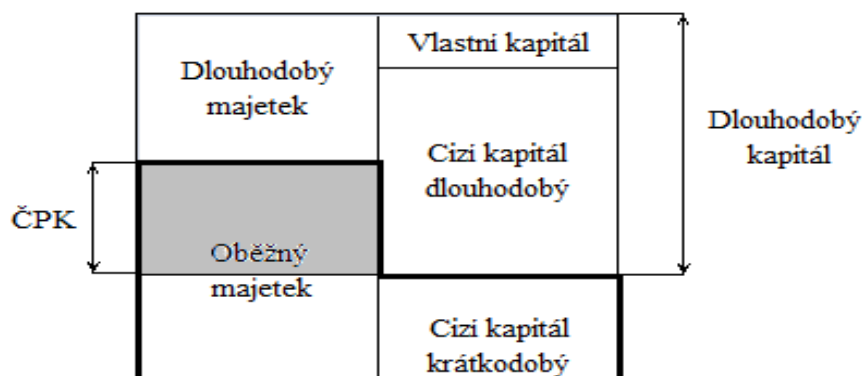 Vlastní kapitál
Dlouhodobý
majetek
Dlouhodobý
kapitál
Cizí kapitál
dlouhodobý
ČPK
Oběžný
majetek
Cizí kapitál
krátkodobý